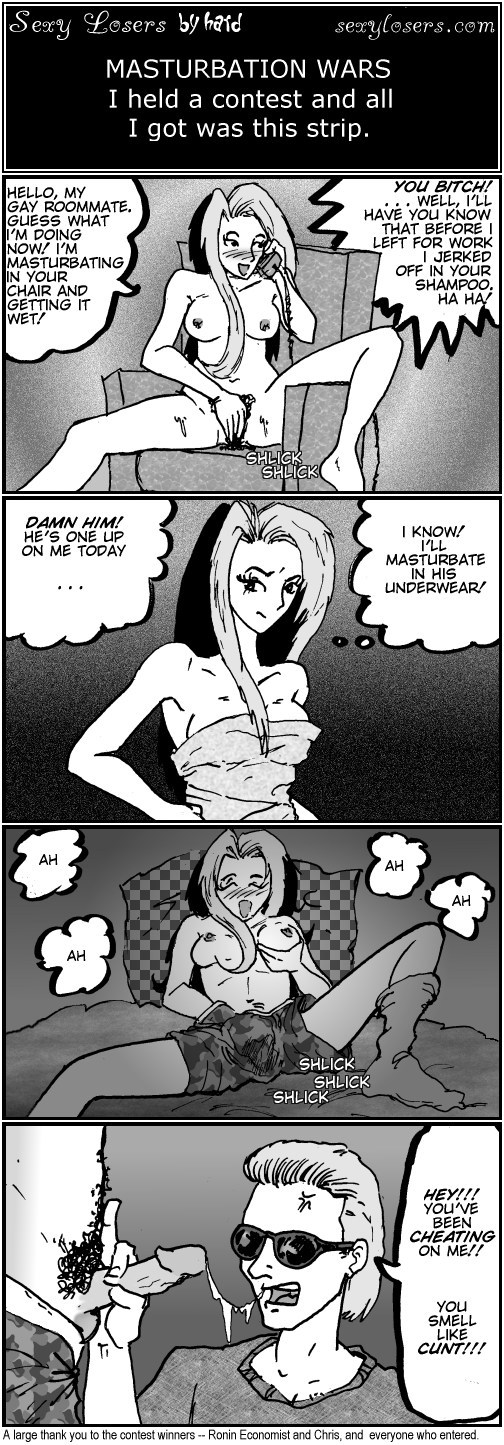 Sexy Losers by hard
sexylosers.com
MASTURBATION WARS
I held a contest and all
I got was this strip.
HELLO, MY
GAY ROOMMATE.
GUESS WHAT
I'M DOING
NOW! I'M
MASTURBATING
IN YOUR
CHAIR AND
GETTING IT
WET!
YOU BITCH!
. . . WELL, I'LL
HAVE YOU KNOW
THAT BEFORE I
LEFT FOR WORK
I JERKED
OFF IN YOUR
SHAMPOO.
HA HA!
SHLICK
SHLICK
DAMN HIM!
HE'S ONE UP
ON ME TODAY
. . .
I KNOW!
I'LL
MASTURBATE
IN HIS
UNDERWEAR!
AH
AH
AH
AH
SHLICK
SHLICK
SHLICK
HEY!!!
YOU'VE
BEEN
CHEATING
ON ME!!
YOU
SMELL
LIKE
CUNT!!!
A large thank you to the contest winners -- Ronin Economist and Chris, and everyone who entered.